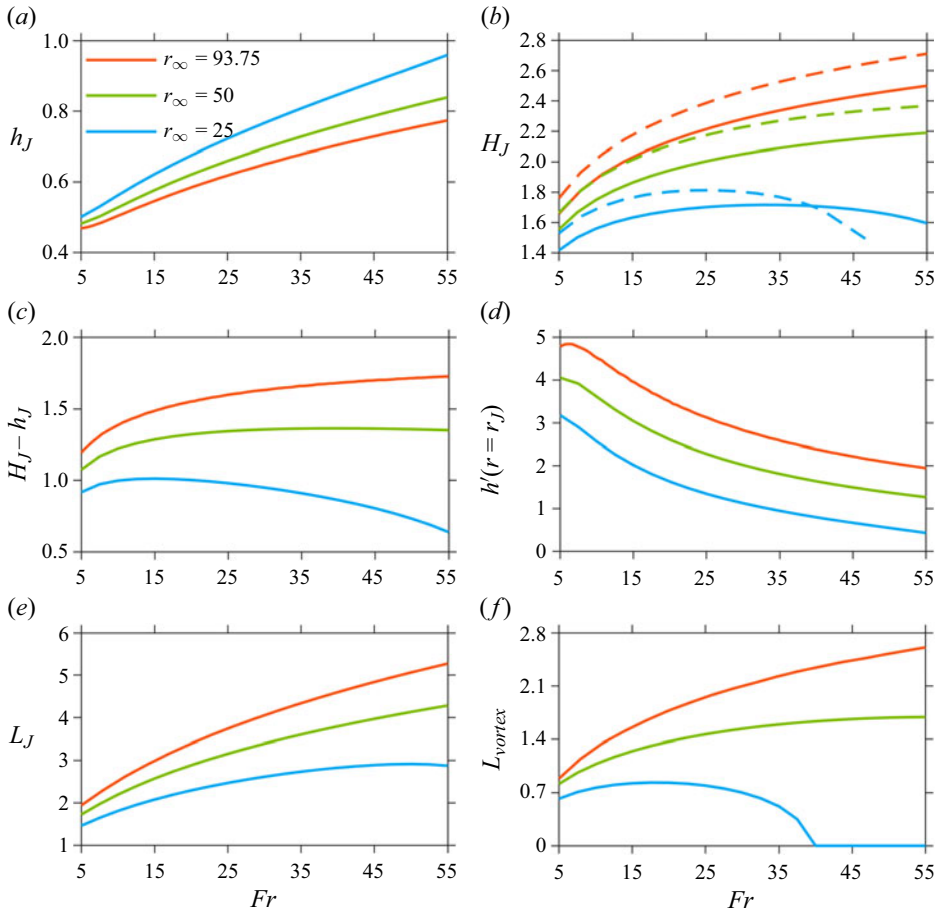 (a)
(b)
1.0
0.8
0.6
0.4
h_J
r∞ = 93.75
r∞ = 50
r∞ = 25
5 15 25 35 45 55
2.8
2.6
2.4
2.2
2.0
1.8
1.6
1.4
H_J
5 15 25 35 45 55
(c)
(d)
2.0
1.5
1.0
0.5
H_J – h_J
5 15 25 35 45 55
5
4
3
2
1
0
h′(r = r_J)
5 15 25 35 45 55
(e)
(f)
6
5
4
3
2
1
L_J
5 15 25 35 45 55
Fr
2.8
2.1
1.4
0.7
0
L_vortex
5 15 25 35 45 55
Fr